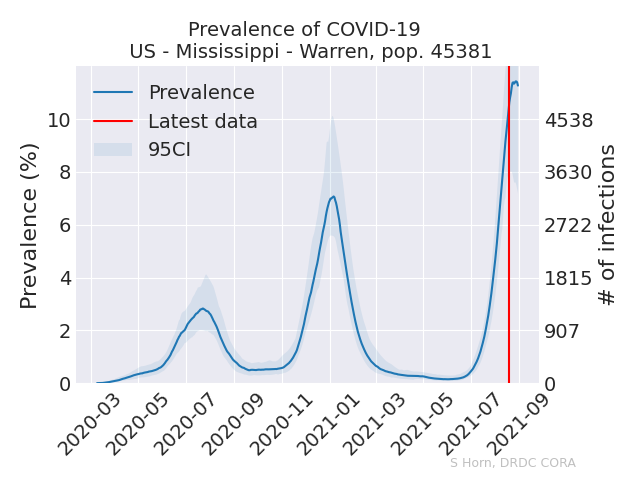 Prevalence of COVID-19
US - Mississippi - Warren, pop. 45381
Prevalence
Latest data
95CI
Prevalence (%)
10
8
6
4
2
0
4538
3630
2722
1815
907
0
# of infections
2020-03
2020-05
2020-07
2020-09
2020-11
2021-01
2021-03
2021-05
2021-07
2021-09
S Horn, DRDC CORA